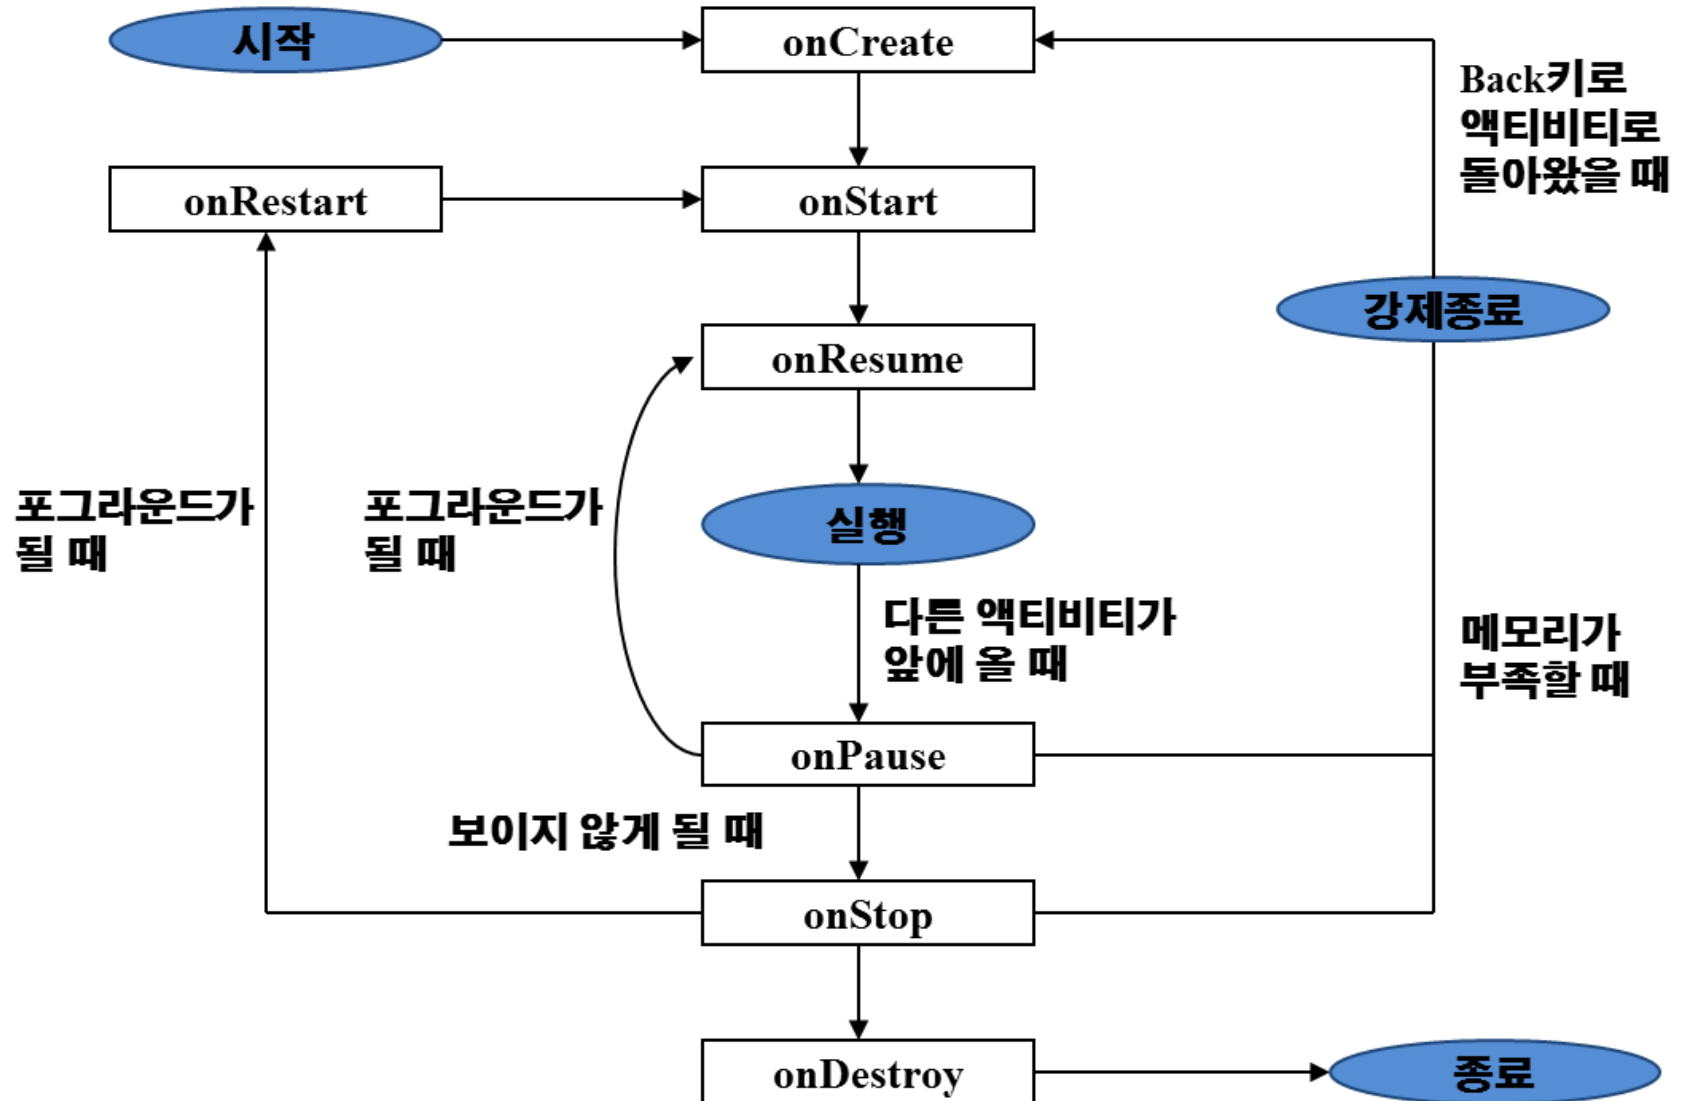 시작
onCreate
Back키로
액티비티로
돌아왔을 때
onRestart
onStart
강제종료
onResume
포그라운드가
될 때
포그라운드가
될 때
실행
다른 액티비티가
앞에 올 때
메모리가
부족할 때
onPause
보이지 않게 될 때
onStop
onDestroy
종료